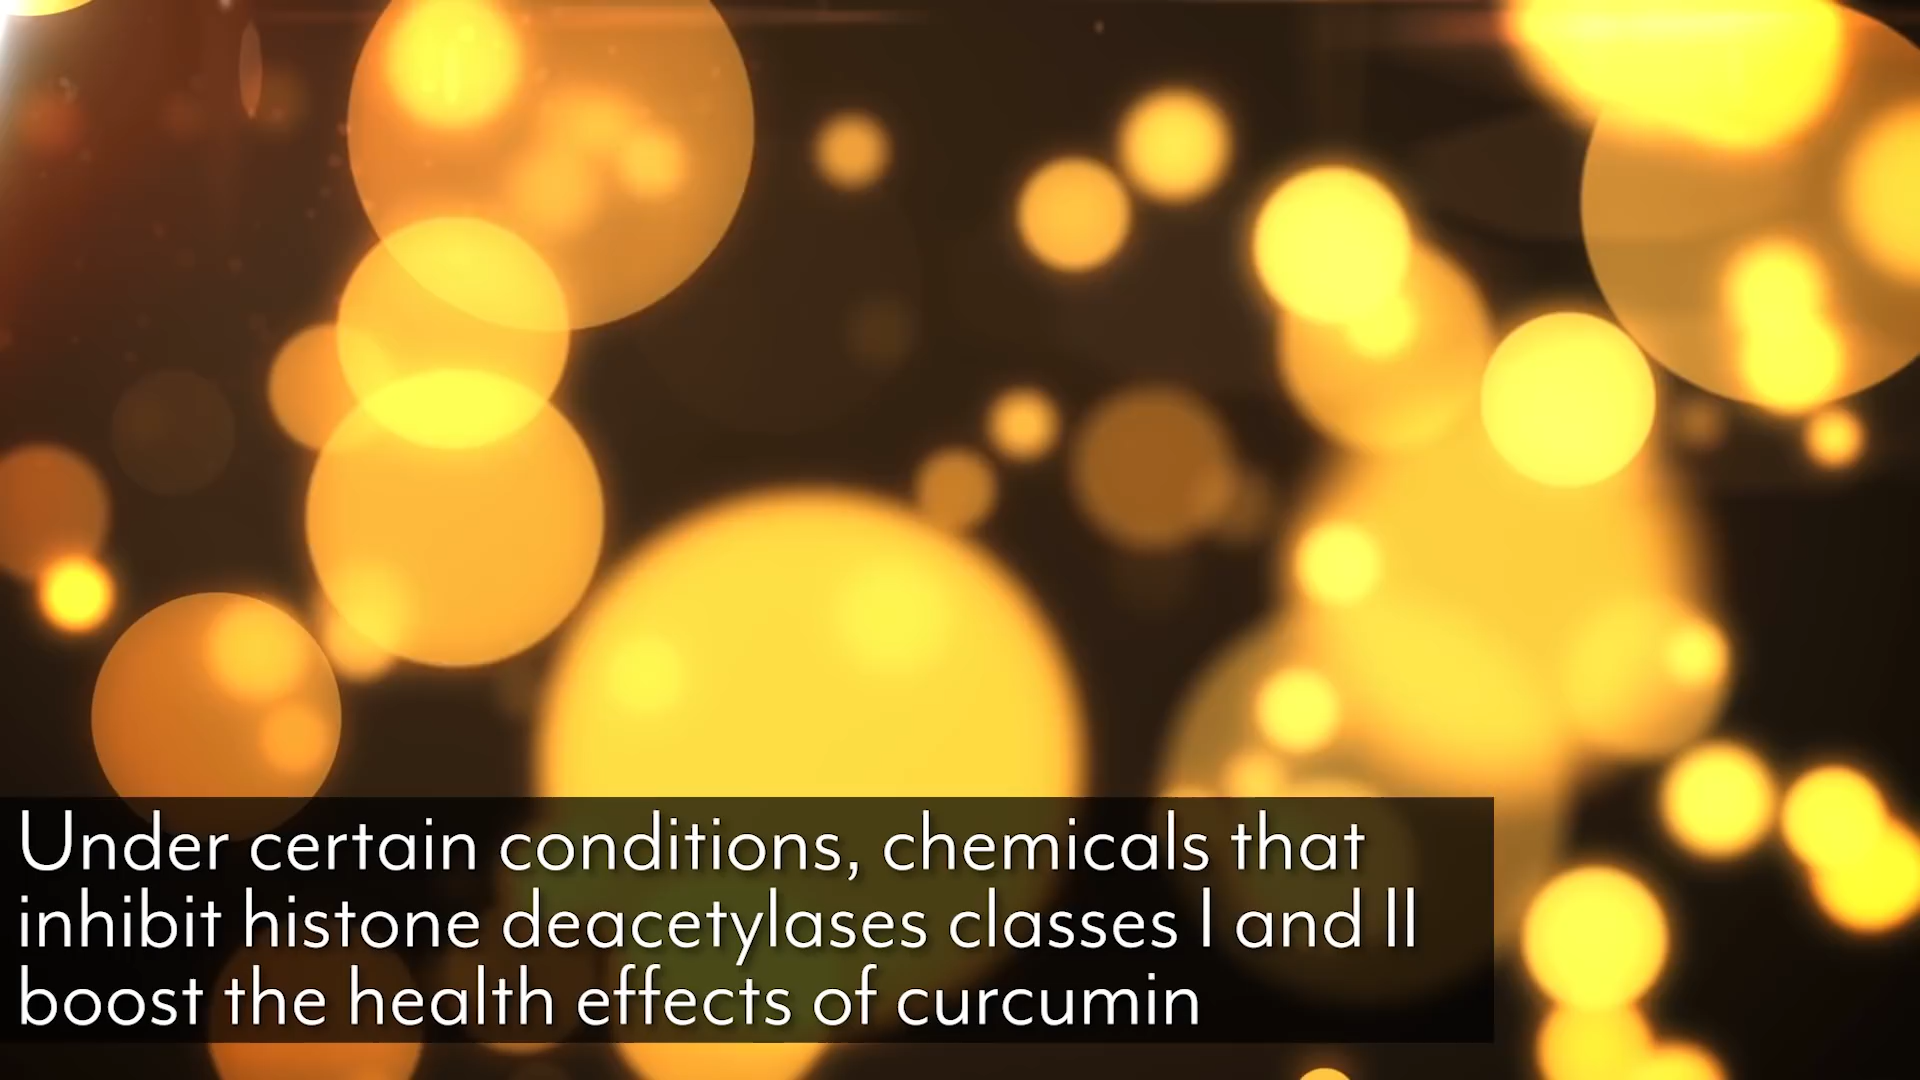 Under certain conditions, chemicals that
inhibit histone deacetylases classes I and II
boost the health effects of curcumin